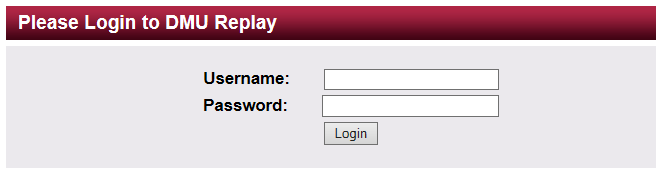 Please Login to DMU Replay
Username:
Password:
Login